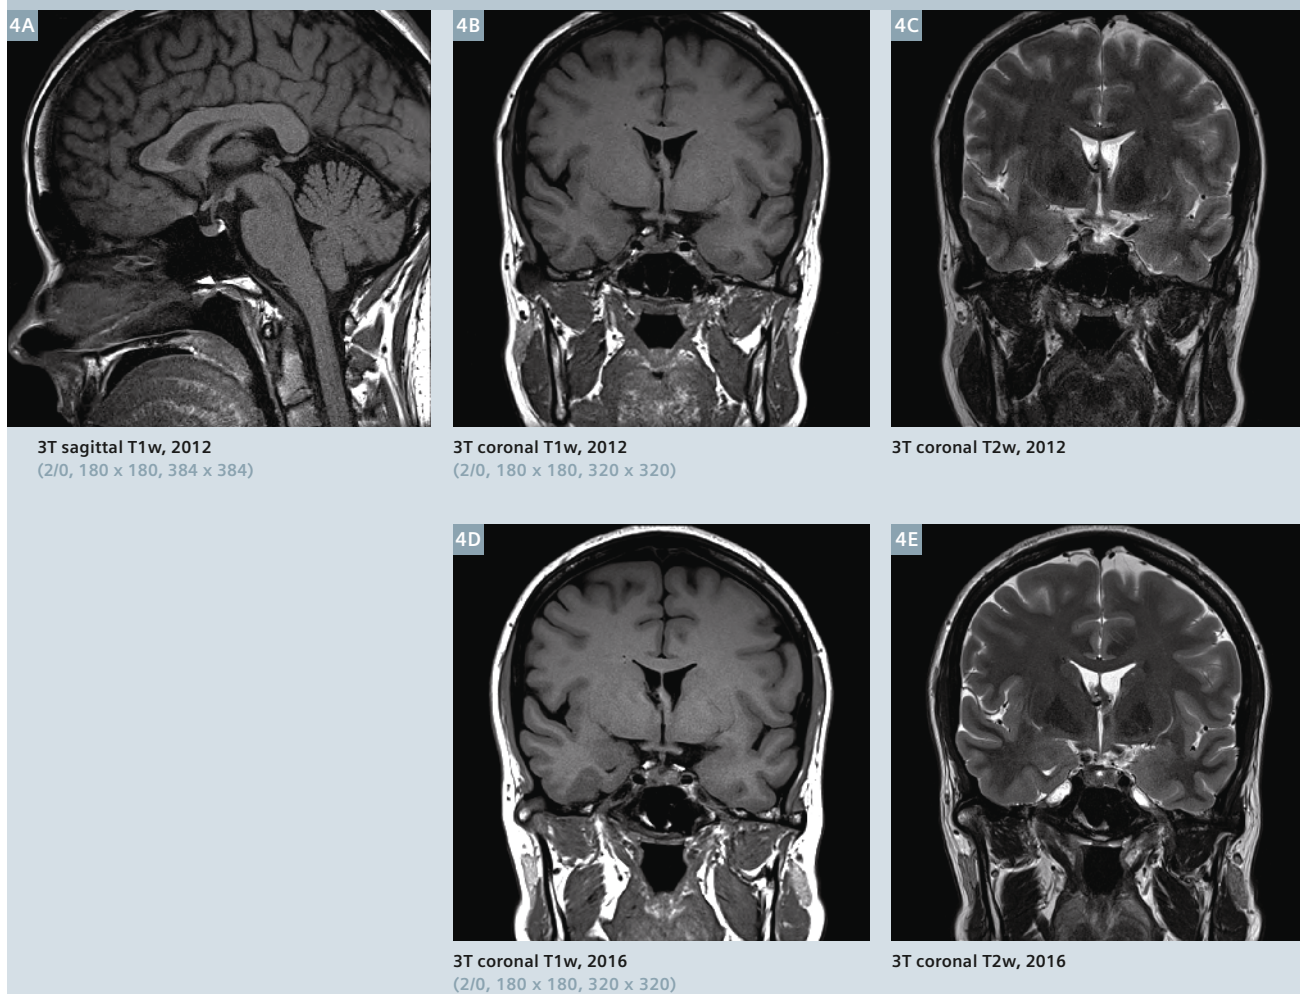 4A
4B
4C
3T sagittal T1w, 2012
(2/0, 180 x 180, 384 x 384)
3T coronal T1w, 2012
(2/0, 180 x 180, 320 x 320)
3T coronal T2w, 2012
4D
4E
3T coronal T1w, 2016
(2/0, 180 x 180, 320 x 320)
3T coronal T2w, 2016